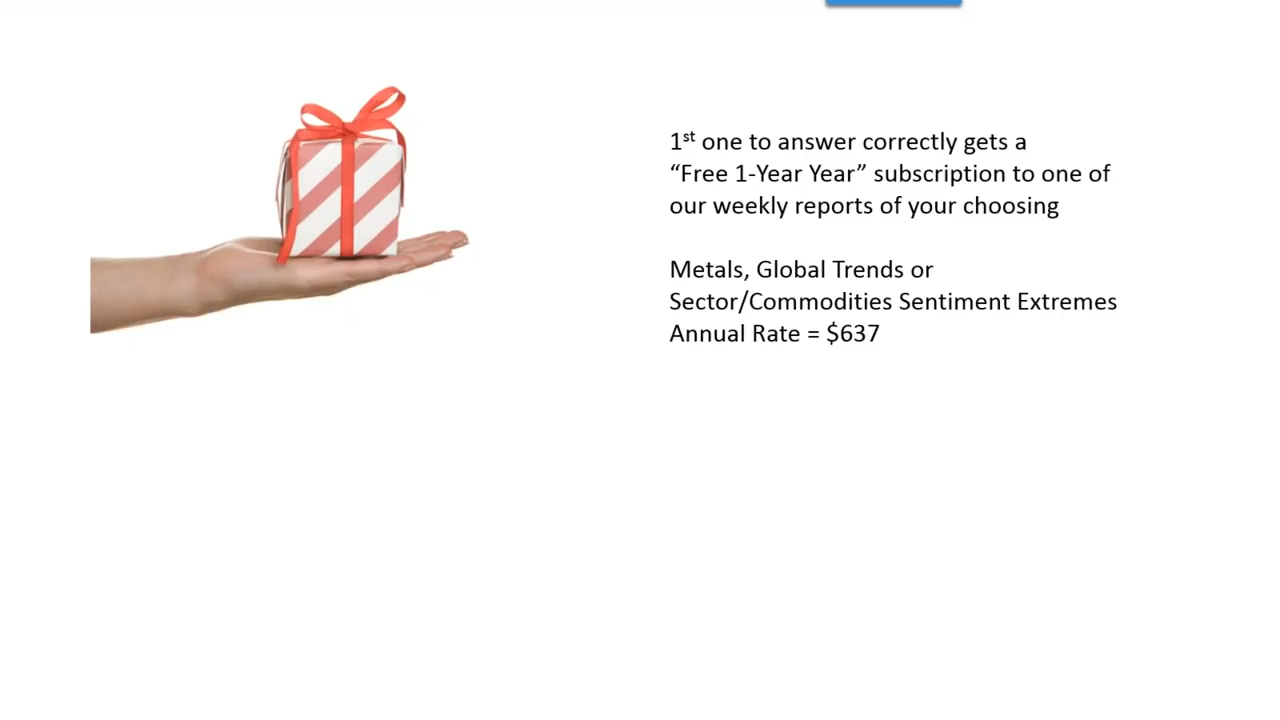 1st one to answer correctly gets a
“Free 1-Year Year” subscription to one of
our weekly reports of your choosing
Metals, Global Trends or
Sector/Commodities Sentiment Extremes
Annual Rate = $637